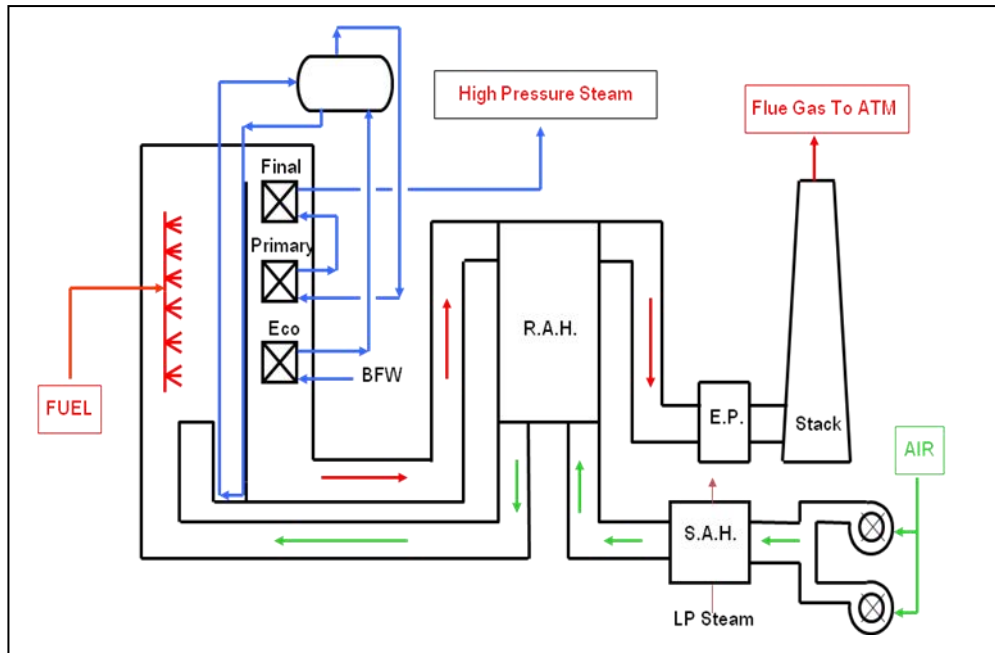 High Pressure Steam
Flue Gas To ATM
Final
Primary
Eco
BFW
FUEL
R.A.H.
E.P.
Stack
AIR
S.A.H.
LP Steam